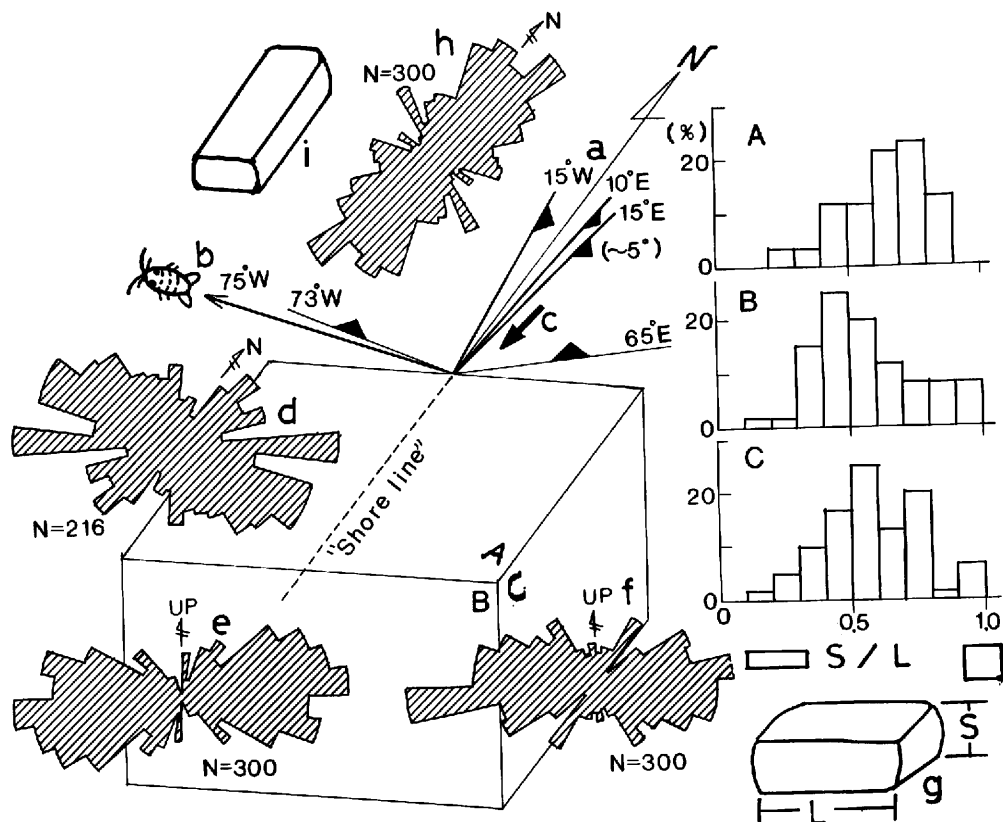 h
N
N=300
i
N
a
15°W
10°E
15°E
(~5°)
b
75°W
73°W
c
65°E
N
d
N=216
"Shore line"
A
B
C
UP
e
N=300
UP
f
N=300
(%)
A
20
0
B
20
0
C
20
0
0
0.5
1.0
S / L
S
L
g